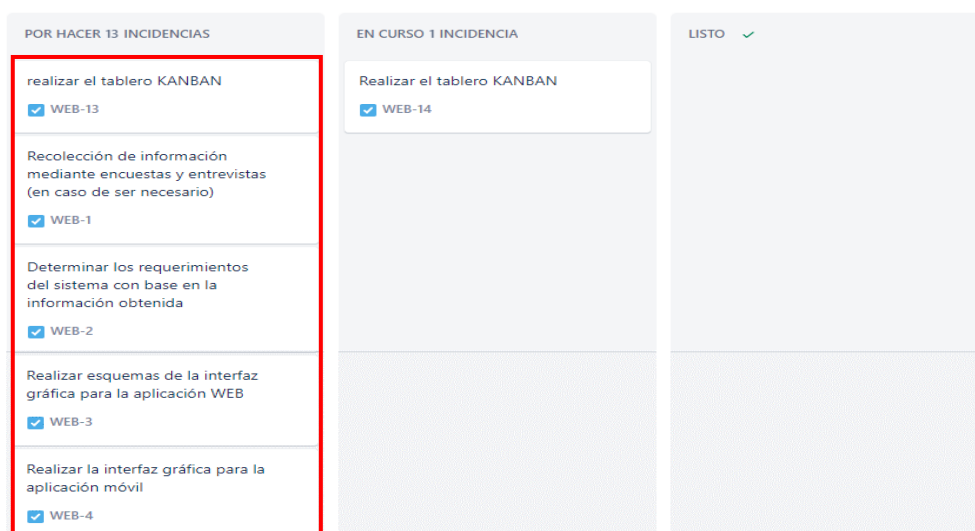 POR HACER 13 INCIDENCIAS
realizar el tablero KANBAN
WEB-13
Recolección de información
mediante encuestas y entrevistas
(en caso de ser necesario)
WEB-1
Determinar los requerimientos
del sistema con base en la
información obtenida
WEB-2
Realizar esquemas de la interfaz
gráfica para la aplicación WEB
WEB-3
Realizar la interfaz gráfica para la
aplicación móvil
WEB-4
EN CURSO 1 INCIDENCIA
Realizar el tablero KANBAN
WEB-14
LISTO